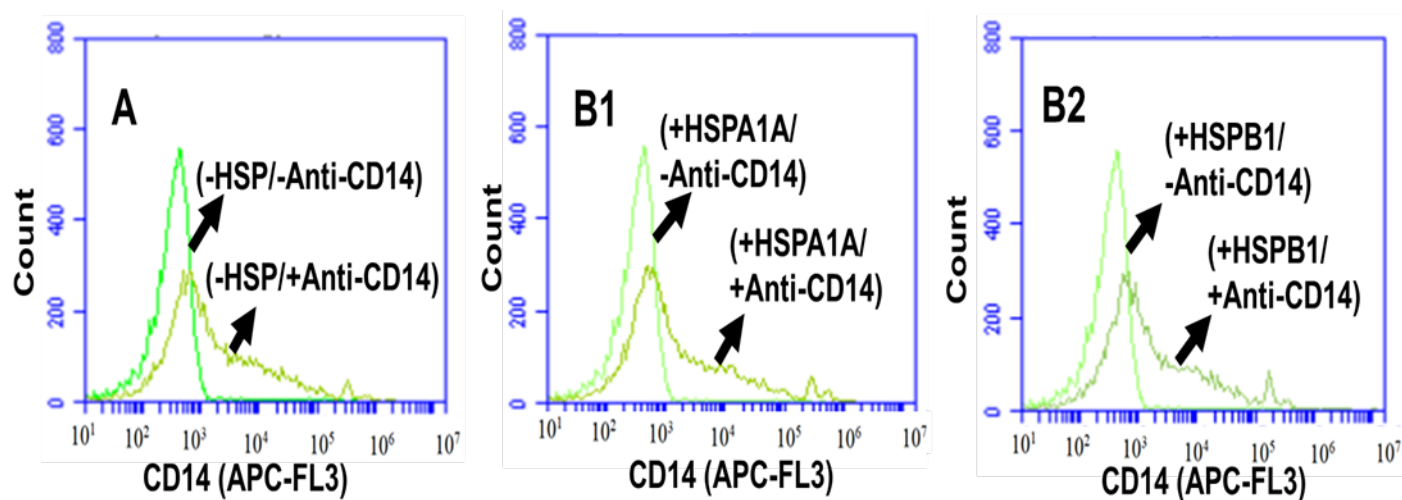 A
(-HSP/-Anti-CD14)
(-HSP/+Anti-CD14)
Count
800
600
400
200
0
10¹ 10² 10³ 10⁴ 10⁵ 10⁶ 10⁷
CD14 (APC-FL3)
B1
(+HSPA1A/
-Anti-CD14)
(+HSPA1A/
+Anti-CD14)
Count
800
600
400
200
0
10¹ 10² 10³ 10⁴ 10⁵ 10⁶ 10⁷
CD14 (APC-FL3)
B2
(+HSPB1/
-Anti-CD14)
(+HSPB1/
+Anti-CD14)
Count
800
600
400
200
0
10¹ 10² 10³ 10⁴ 10⁵ 10⁶ 10⁷
CD14 (APC-FL3)